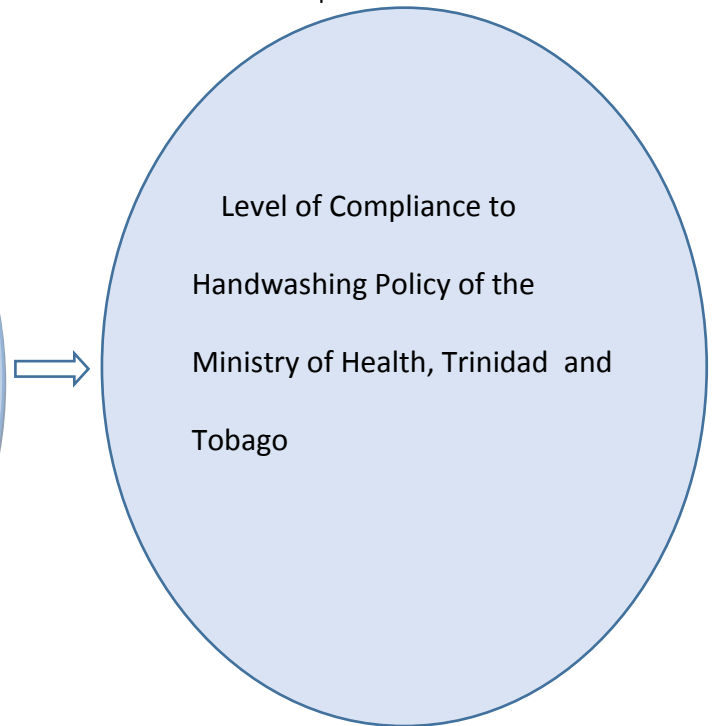 Level of Compliance to
Handwashing Policy of the
Ministry of Health, Trinidad  and
Tobago